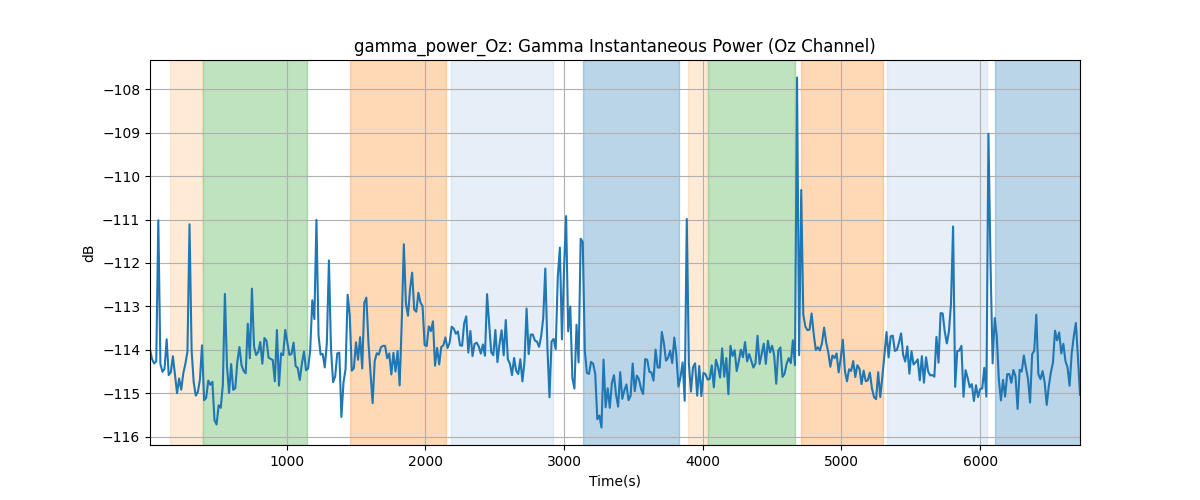 gamma_power_Oz: Gamma Instantaneous Power (Oz Channel)
−108
−109
−110
−111
−112
−113
−114
−115
−116
dB
1000 2000 3000 4000 5000 6000
Time(s)